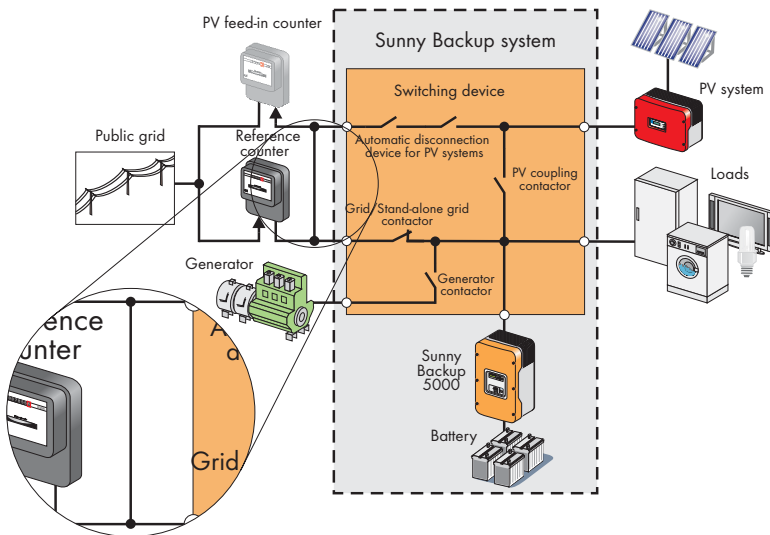 PV feed-in counter
Sunny Backup system
Switching device
PV system
Public grid
Reference
counter
Automatic disconnection
device for PV systems
PV coupling
contactor
Loads
Grid/Stand-alone grid
contactor
Generator
Generator
contactor
Sunny
Backup
5000
Battery
erence
unter
A
d
Grid